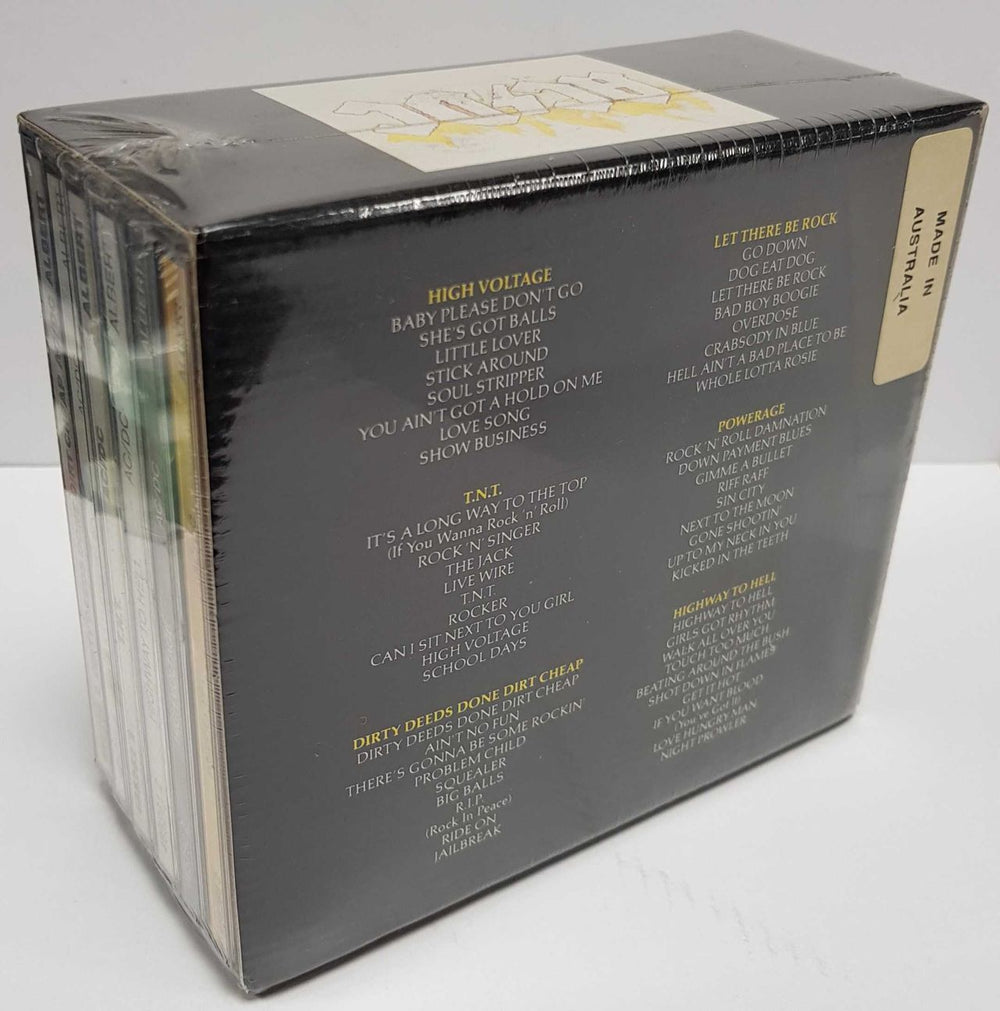 HIGH VOLTAGE
BABY PLEASE DON'T GO
SHE'S GOT BALLS
LITTLE LOVER
STICK AROUND
SOUL STRIPPER
YOU AIN'T GOT A HOLD ON ME
LOVE SONG
SHOW BUSINESS
T.N.T.
IT'S A LONG WAY TO THE TOP
(If You Wanna Rock 'n' Roll)
ROCK 'N' SINGER
THE JACK
LIVE WIRE
T.N.T.
ROCKER
CAN I SIT NEXT TO YOU GIRL
HIGH VOLTAGE
SCHOOL DAYS
DIRTY DEEDS DONE DIRT CHEAP
DIRTY DEEDS DONE DIRT CHEAP
AIN'T NO FUN
THERE'S GONNA BE SOME ROCKIN'
PROBLEM CHILD
SQUEALER
BIG BALLS
R.I.P.
(Rock In Peace)
RIDE ON
JAILBREAK
LET THERE BE ROCK
GO DOWN
DOG EAT DOG
LET THERE BE ROCK
BAD BOY BOOGIE
OVERDOSE
CRABSODY IN BLUE
HELL AIN'T A BAD PLACE TO BE
WHOLE LOTTA ROSIE
POWERAGE
ROCK 'N' ROLL DAMNATION
DOWN PAYMENT BLUES
GIMME A BULLET
RIFF RAFF
SIN CITY
NEXT TO THE MOON
GONE SHOOTIN'
UP TO MY NECK IN YOU
KICKED IN THE TEETH
HIGHWAY TO HELL
HIGHWAY TO HELL
GIRLS GOT RHYTHM
WALK ALL OVER YOU
TOUCH TOO MUCH
BEATING AROUND THE BUSH
SHOT DOWN IN FLAMES
GET IT HOT
IF YOU WANT BLOOD
(You've Got It)
LOVE HUNGRY MAN
NIGHT PROWLER
MADE IN
AUSTRALIA
ALBERT
ALBERT
ALBERT
ALBERT
AC/DC
AC/DC